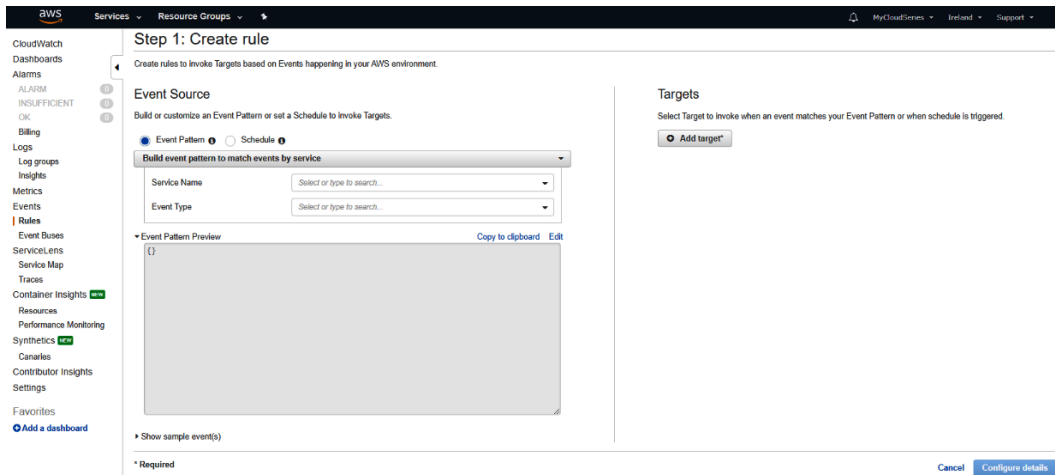 aws Services Resource Groups MyCloudSeries Ireland Support
CloudWatch
Dashboards
Alarms
ALARM 0
INSUFFICIENT 0
OK 0
Billing
Logs
Log groups
Insights
Metrics
Events
Rules
Event Buses
ServiceLens
Service Map
Traces
Container Insights NEW
Resources
Performance Monitoring
Synthetics NEW
Canaries
Contributor Insights
Settings
Favorites
Add a dashboard
Step 1: Create rule
Create rules to invoke Targets based on Events happening in your AWS environment.
Event Source
Build or customize an Event Pattern or set a Schedule to invoke Targets.
Event Pattern Schedule
Build event pattern to match events by service
Service Name Select or type to search...
Event Type Select or type to search...
Event Pattern Preview Copy to clipboard Edit
{}
Show sample event(s)
* Required
Targets
Select Target to invoke when an event matches your Event Pattern or when schedule is triggered.
Add target*
Cancel Configure details